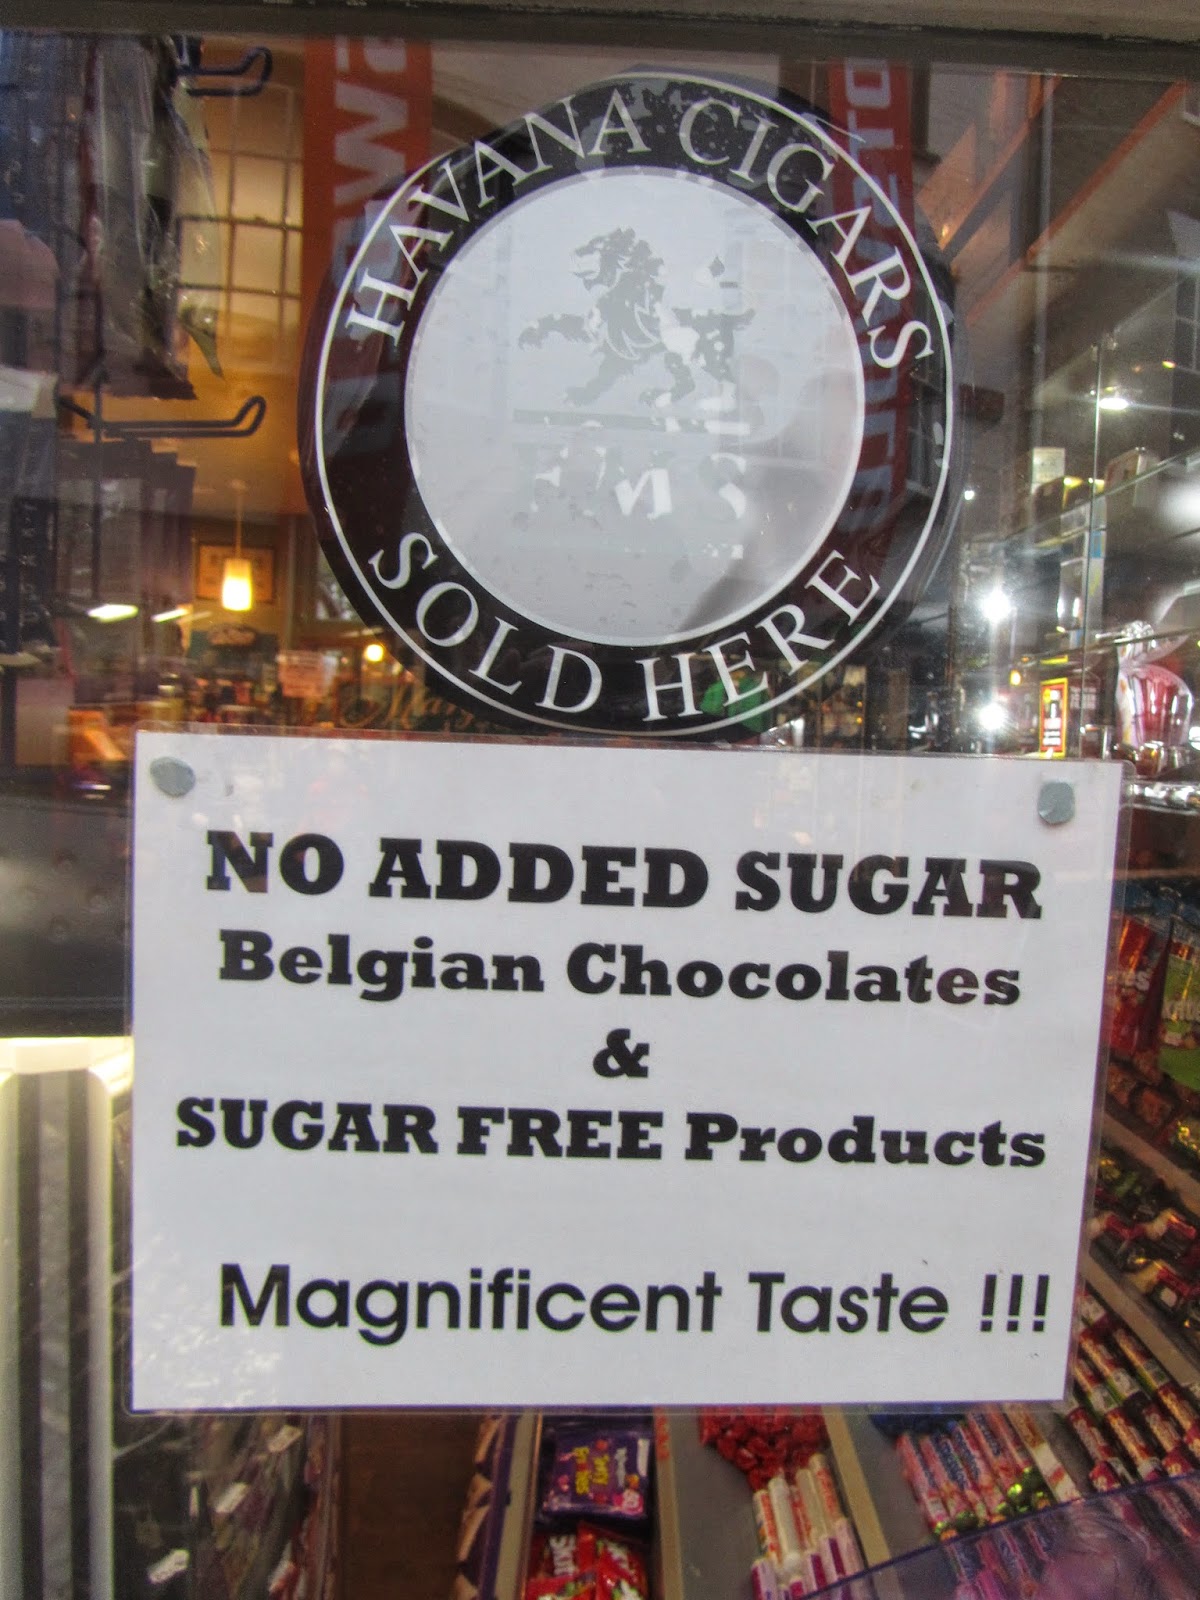 HAVANA CIGARS
SOLD HERE
NO ADDED SUGAR
Belgian Chocolates
&
SUGAR FREE Products
Magnificent Taste !!!